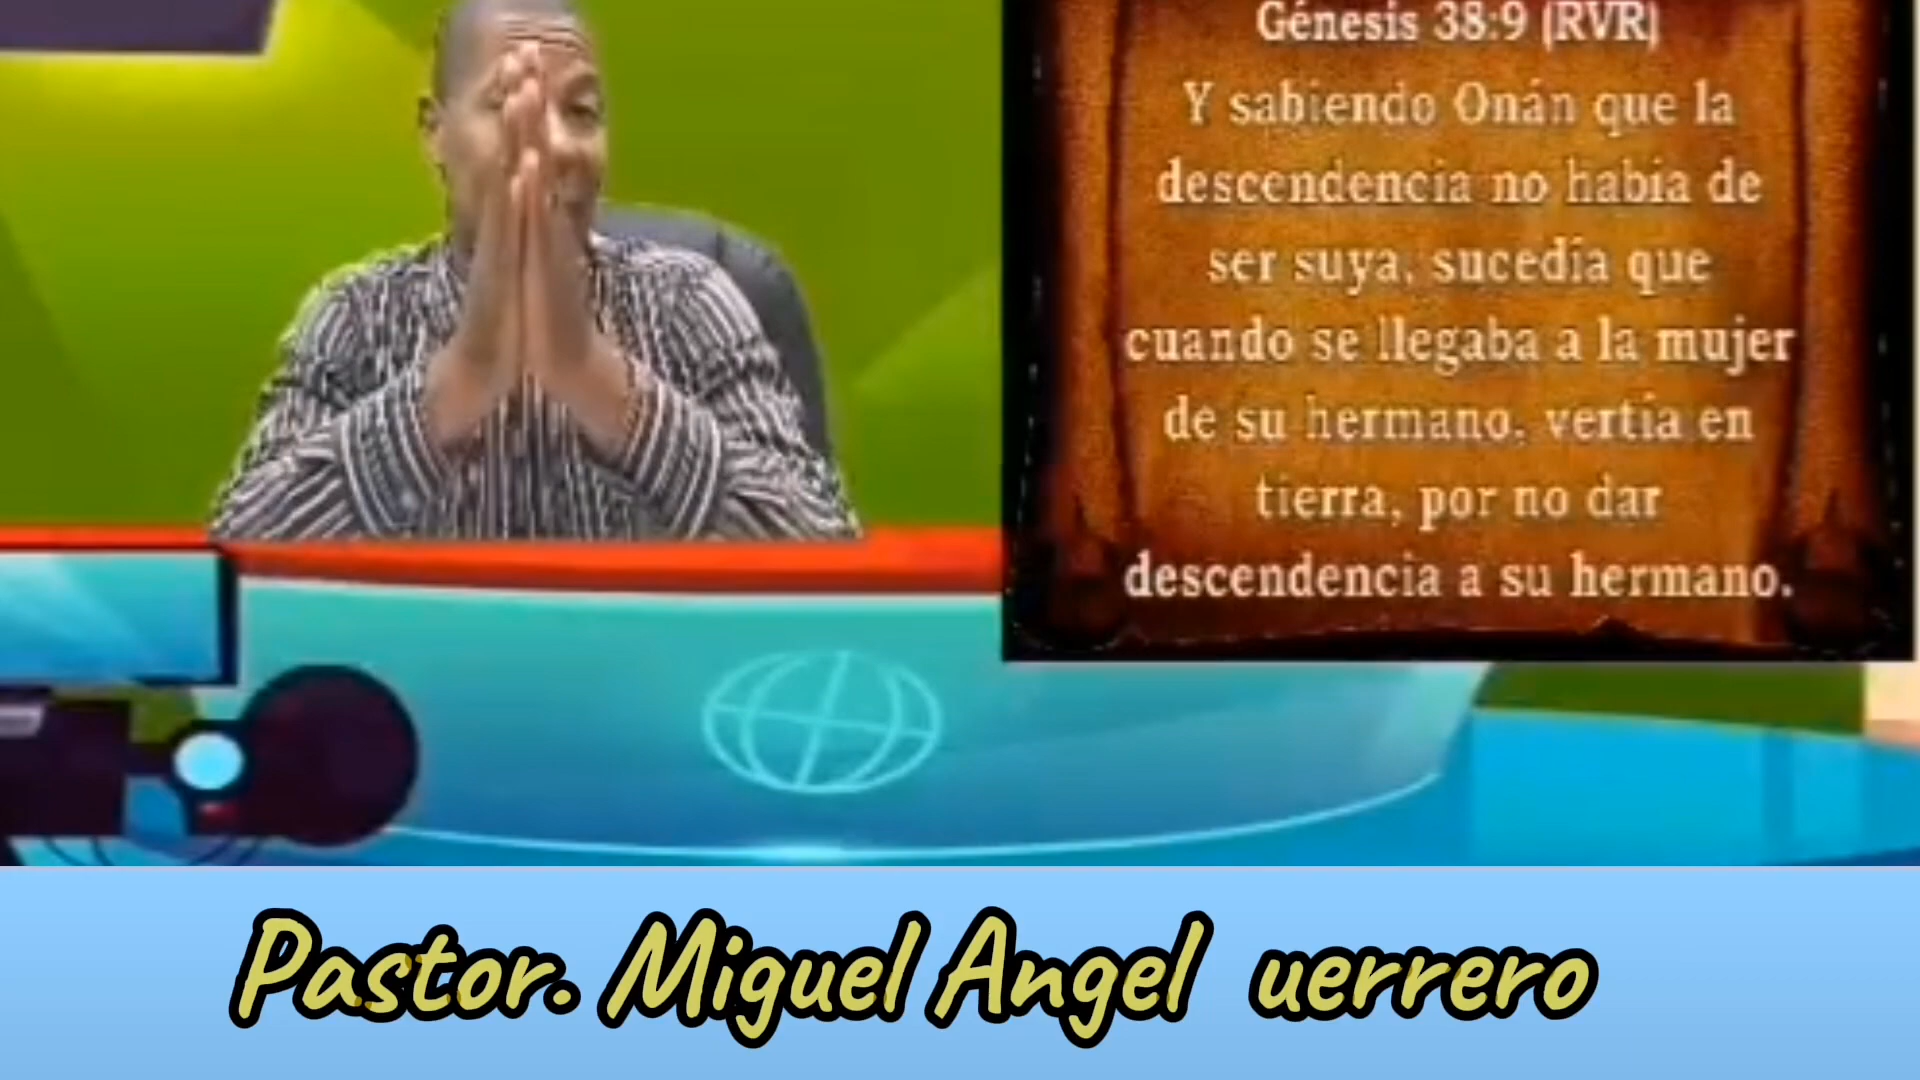 Génesis 38:9 (RVR)
Y sabiendo Onán que la
descendencia no había de
ser suya, sucedía que
cuando se llegaba a la mujer
de su hermano, vertía en
tierra, por no dar
descendencia a su hermano.
Pastor. Miguel Angel uerrero